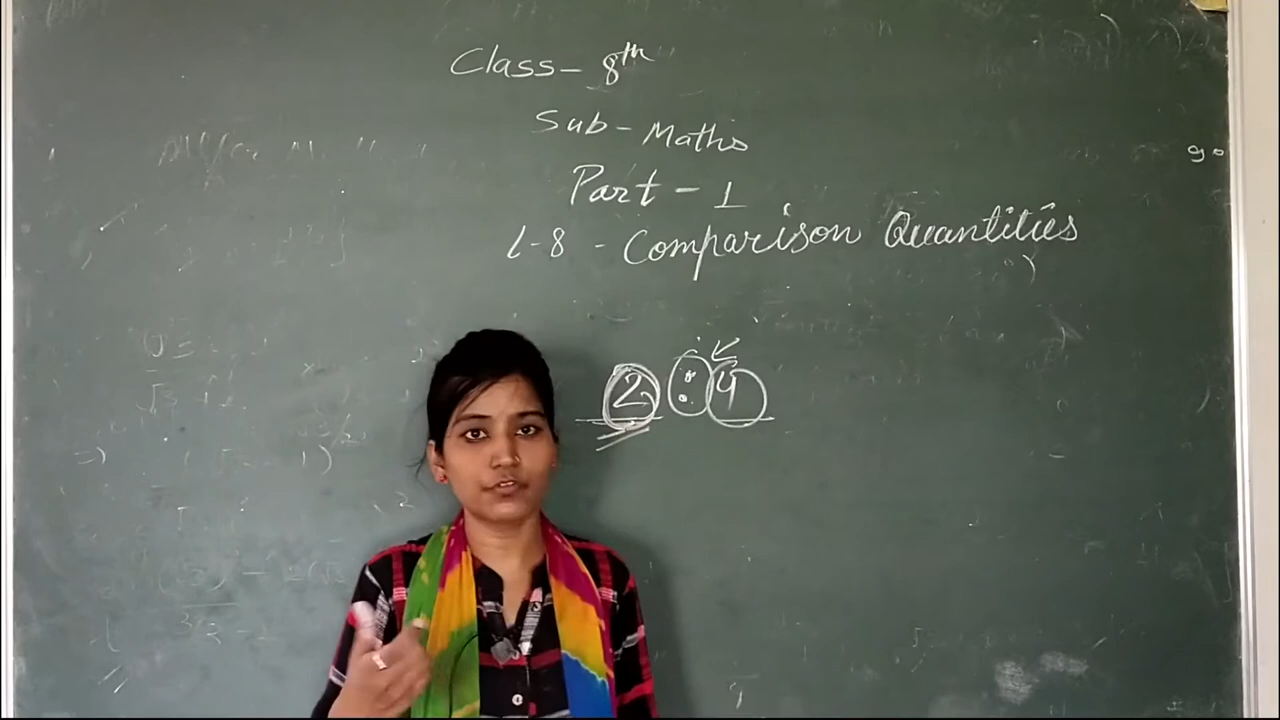 Class - 8th
Sub - Maths
Part - 1
L-8 - Comparison Quantities
2 : 4